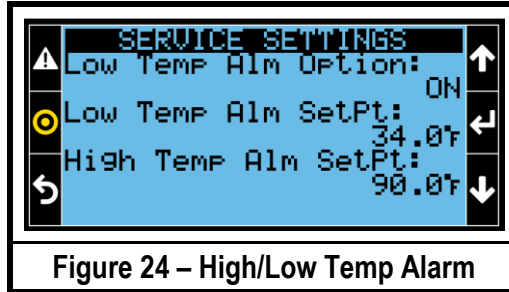 SERVICE SETTINGS
Low Temp Alm Option:
ON
Low Temp Alm SetPt:
34.0°F
High Temp Alm SetPt:
90.0°F
Figure 24 – High/Low Temp Alarm